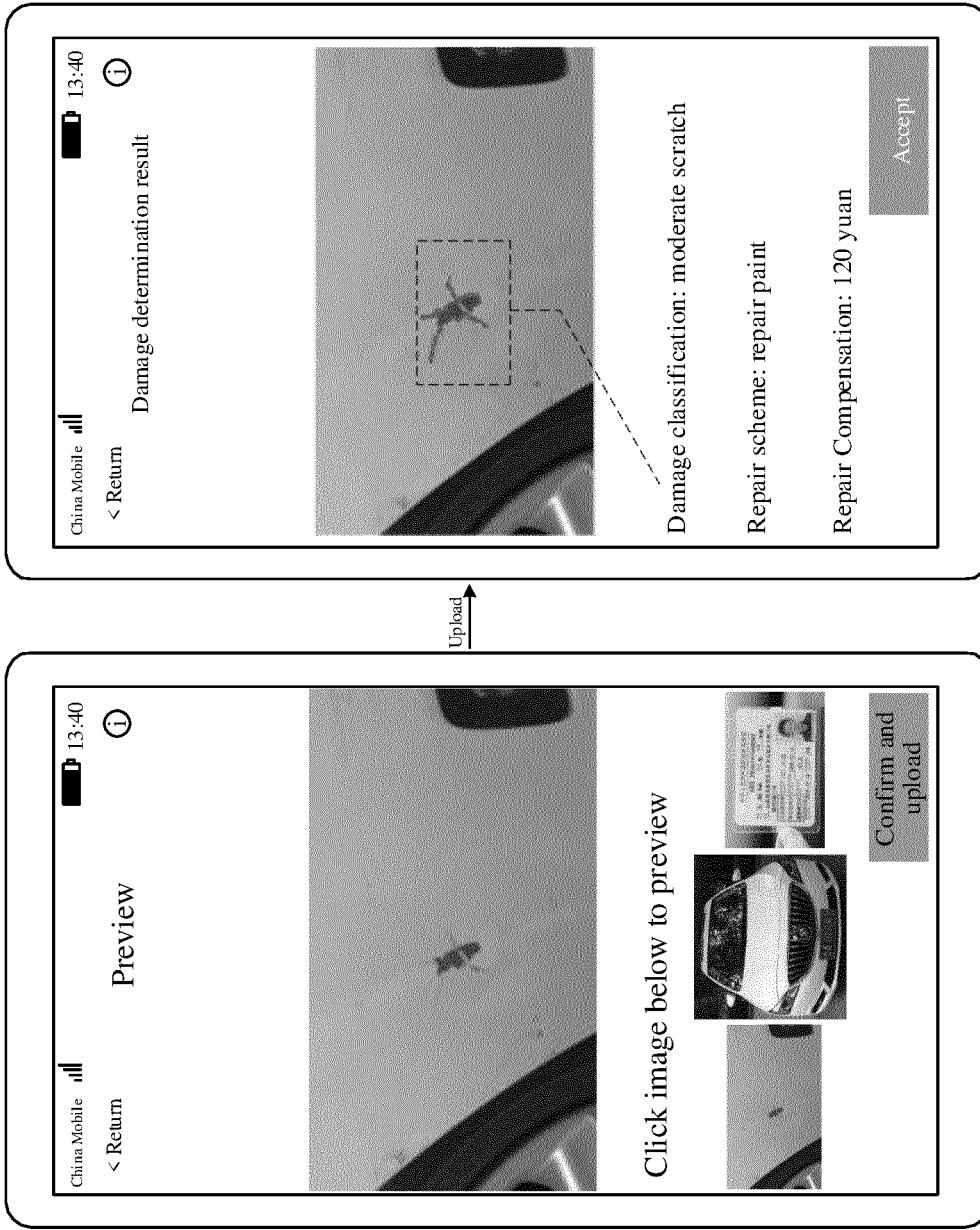 China Mobile 13:40
< Return
Preview
Click image below to preview
Confirm and
upload
Upload
China Mobile 13:40
< Return
Damage determination result
Damage classification: moderate scratch
Repair scheme: repair paint
Repair Compensation: 120 yuan
Accept